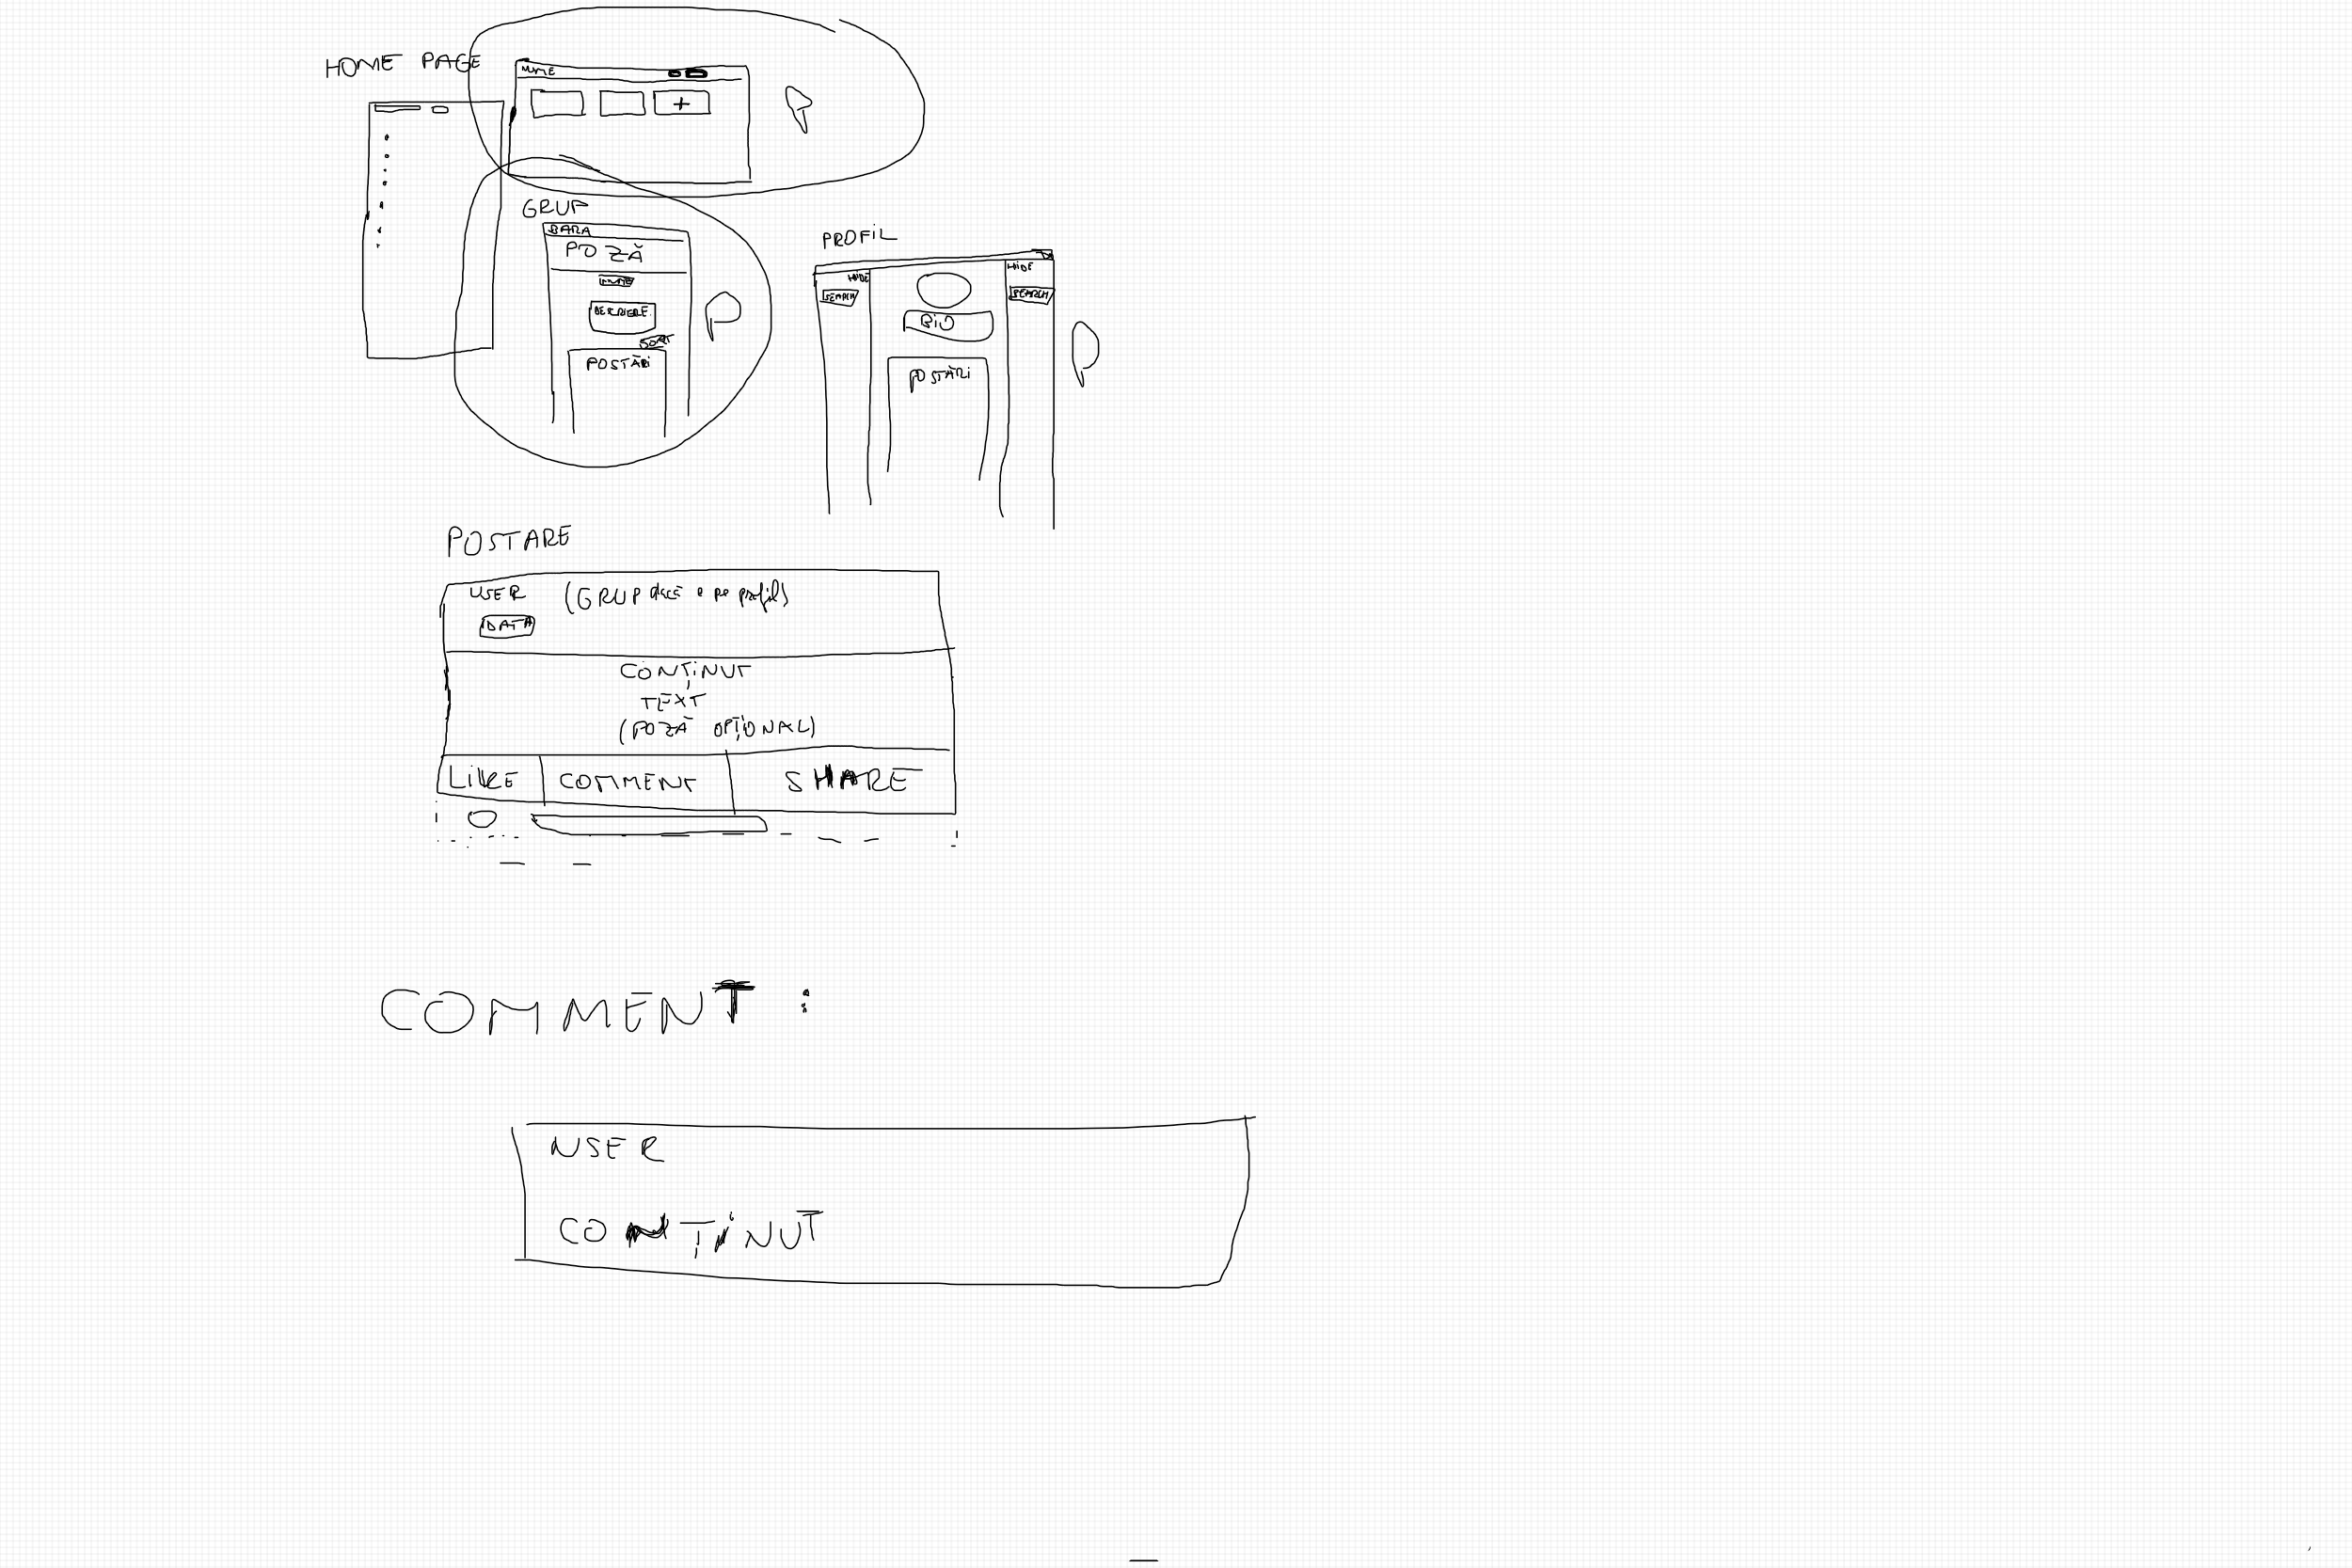 HOME PAGE
NUME
+
GRUP
BARA
POZĂ
NUME
DESCRIERE
SORT
POSTĂRI
PROFIL
HIDE
HIDE
SEARCH
SEARCH
BIO
POSTĂRI
POSTARE
USER (GRUP dacă e pe profil)
DATA
CONȚINUT
TEXT
(POZĂ OPȚIONAL)
LIKE COMMENT SHARE
COMMENT :
USER
CONȚINUT